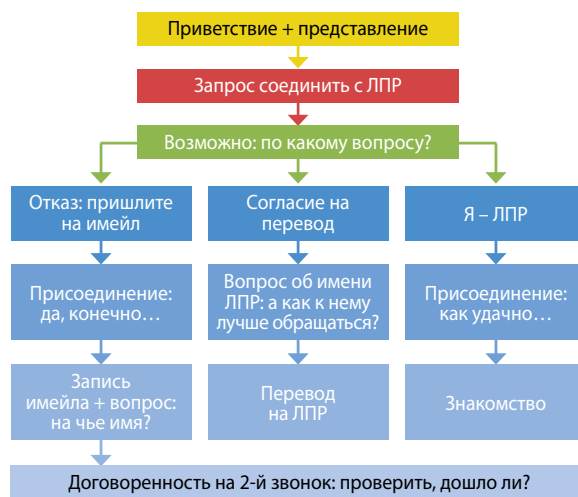 Приветствие + представление
Запрос соединить с ЛПР
Возможно: по какому вопросу?
Отказ: пришлите
на имейл
Согласие на
перевод
Я – ЛПР
Присоединение:
да, конечно…
Вопрос об имени
ЛПР: а как к нему
лучше обращаться?
Присоединение:
как удачно…
Запись
имейла + вопрос:
на чье имя?
Перевод
на ЛПР
Знакомство
Договоренность на 2-й звонок: проверить, дошло ли?